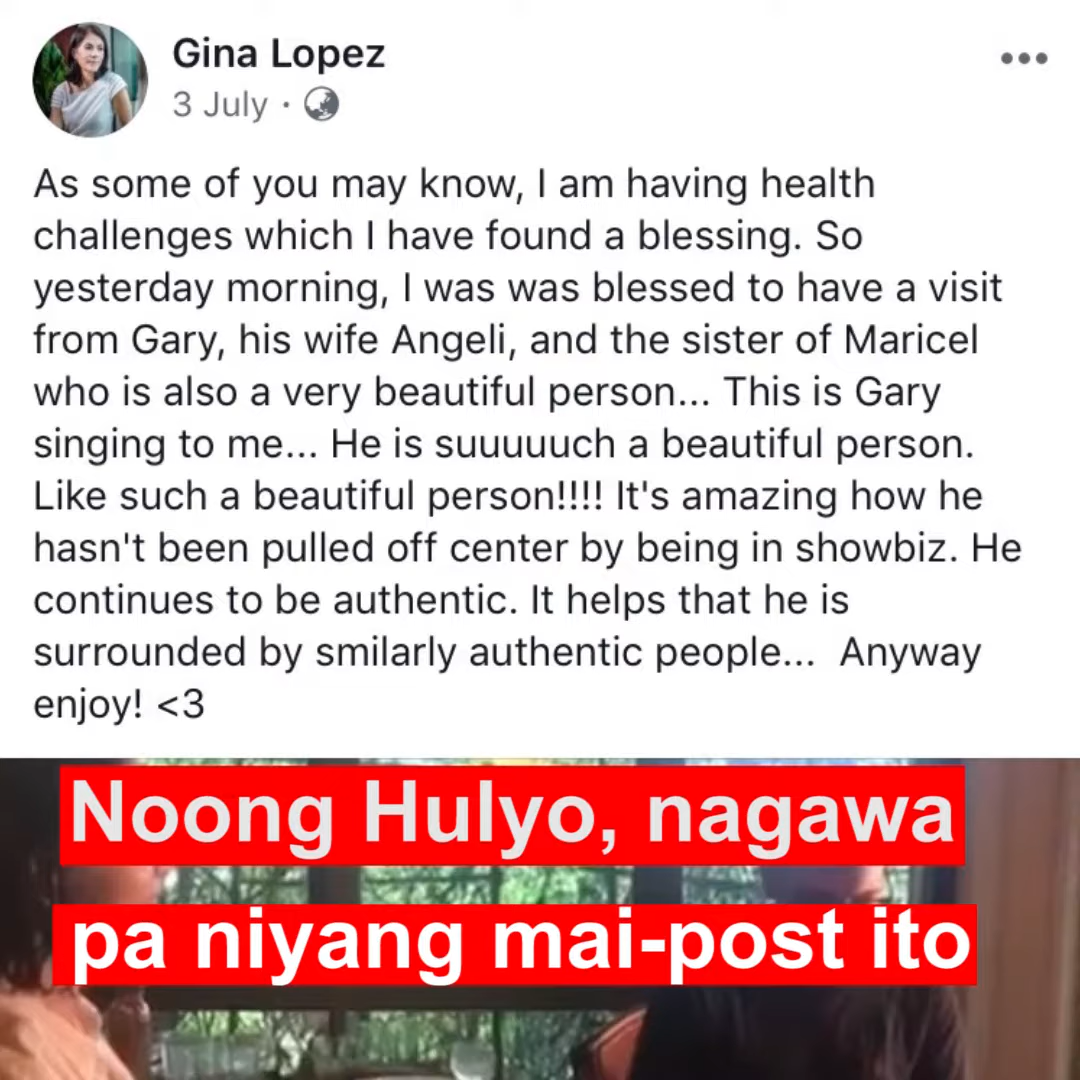 Gina Lopez
3 July ·
As some of you may know, I am having health
challenges which I have found a blessing. So
yesterday morning, I was was blessed to have a visit
from Gary, his wife Angeli, and the sister of Maricel
who is also a very beautiful person... This is Gary
singing to me... He is suuuuuch a beautiful person.
Like such a beautiful person!!!! It's amazing how he
hasn't been pulled off center by being in showbiz. He
continues to be authentic. It helps that he is
surrounded by smilarly authentic people...  Anyway
enjoy! <3
Noong Hulyo, nagawa
pa niyang mai-post ito